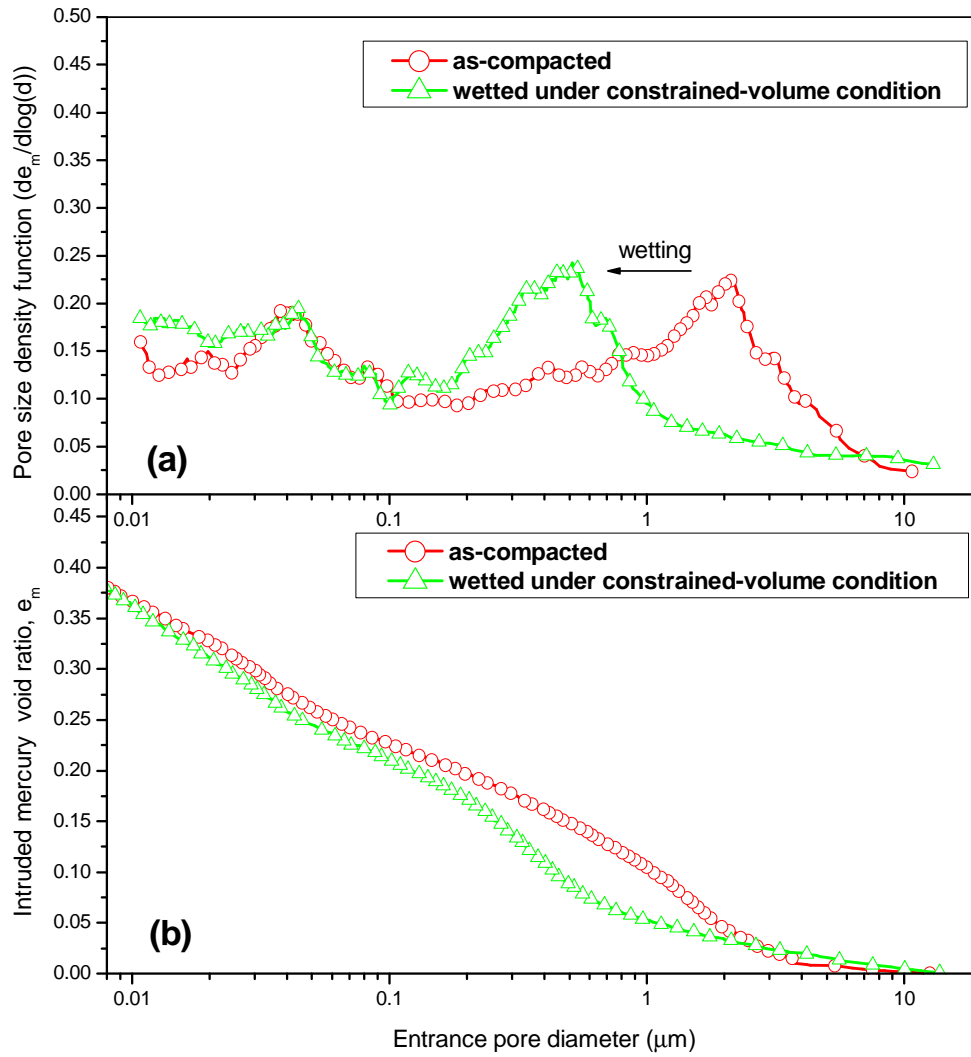 0.50
0.45
0.40
0.35
0.30
0.25
0.20
0.15
0.10
0.05
0.00
Pore size density function (de_m/dlog(d))
as-compacted
wetted under constrained-volume condition
wetting
(a)
0.01 0.1 1 10
0.45
0.40
0.35
0.30
0.25
0.20
0.15
0.10
0.05
0.00
Intruded mercury void ratio, e_m
as-compacted
wetted under constrained-volume condition
(b)
0.01 0.1 1 10
Entrance pore diameter (μm)